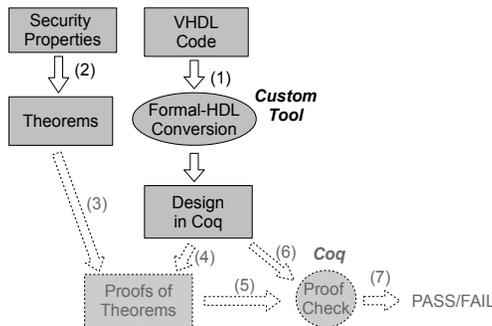 Security
Properties
VHDL
Code
(2)
(1)
Theorems
Formal-HDL
Conversion
Custom
Tool
Design
in Coq
(3)
(4)
(6)
Coq
Proofs of
Theorems
(5)
Proof
Check
(7)
PASS/FAIL